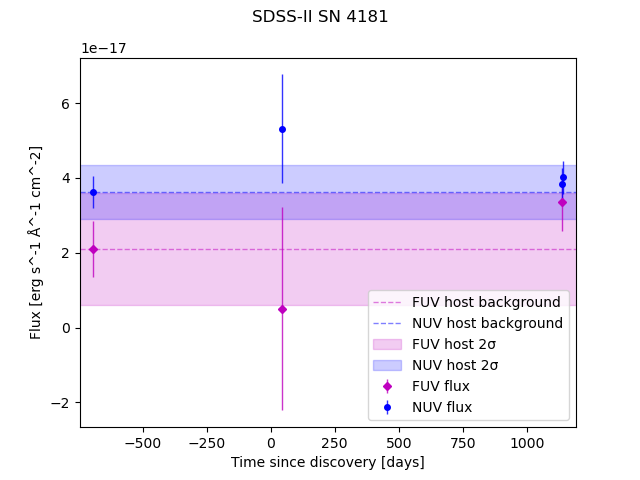 SDSS-II SN 4181
1e−17
6
4
2
0
−2
Flux [erg s^-1 Å^-1 cm^-2]
FUV host background
NUV host background
FUV host 2σ
NUV host 2σ
FUV flux
NUV flux
−500 −250 0 250 500 750 1000
Time since discovery [days]